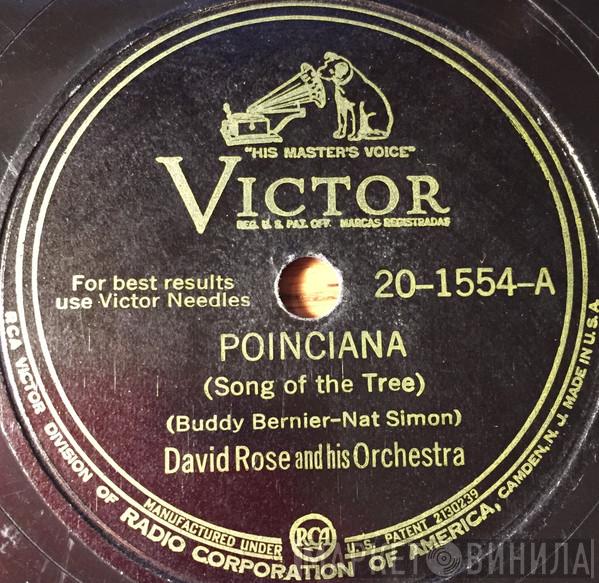 "HIS MASTER'S VOICE"
VICTOR
REG. U. S. PAT. OFF. MARCAS REGISTRADAS
For best results
use Victor Needles
20-1554-A
POINCIANA
(Song of the Tree)
(Buddy Bernier-Nat Simon)
David Rose and his Orchestra
MANUFACTURED UNDER RCA U. S. PATENT 2130239
RCA VICTOR DIVISION OF RADIO CORPORATION OF AMERICA, CAMDEN, N. J. MADE IN U.S.A.
МАРКЕТОВИНИЛА!